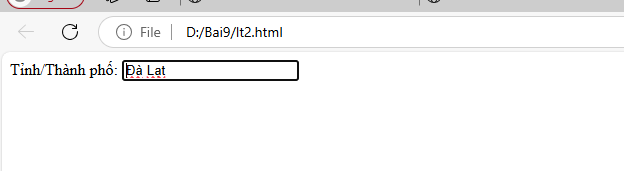 File D:/Bai9/lt2.html
Tỉnh/Thành phố: Đà Lạt